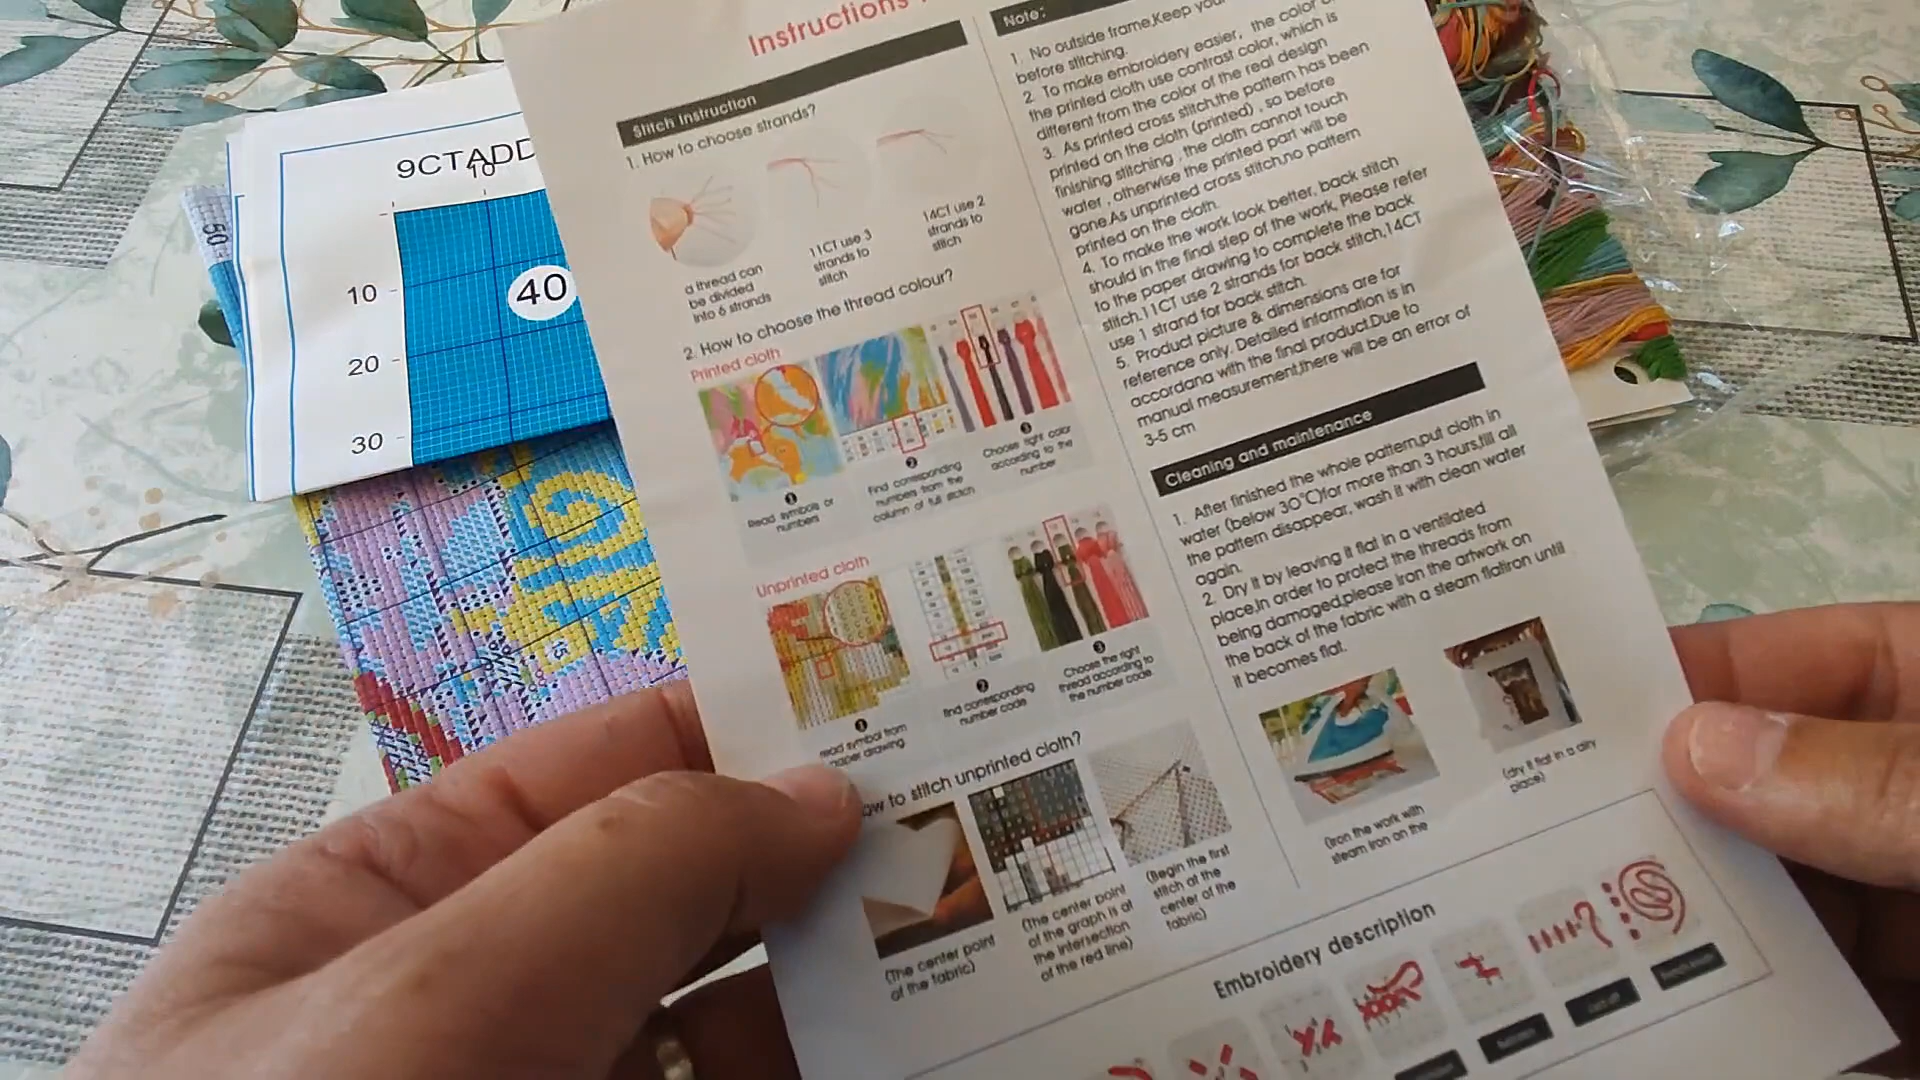 Instructions
Stitch Instruction
1. How to choose strands?
a thread can
be divided
into 6 strands
11CT use 3
strands to
stitch
14CT use 2
strands to
stitch
2. How to choose the thread colour?
Printed cloth
1
Read symbols or
numbers
2
Find corresponding
numbers from the
column of full stitch
3
Choose right color
according to the
number
Unprinted cloth
1
read symbol from
paper drawing
2
find corresponding
number code
3
Choose the right
thread according to
the number code
How to stitch unprinted cloth?
(The center point
of the fabric)
(The center point
of the graph is at
the intersection
of the red line)
(Begin the first
stitch at the
center of the
fabric)
Note:
1. No outside frame.Keep your
before stitching.
2. To make embroidery easier, the color
the printed cloth use contrast color, which is
different from the color of the real design
3. As printed cross stitch,the pattern has been
printed on the cloth (printed) , so before
finishing stitching , the cloth cannot touch
water , otherwise the printed part will be
gone.As unprinted cross stitch,no pattern
printed on the cloth.
4. To make the work look better, back stitch
should in the final step of the work, Please refer
to the paper drawing to complete the back
stitch.11CT use 2 strands for back stitch,14CT
use 1 strand for back stitch.
5. Product picture & dimensions are for
reference only. Detailed information is in
accordana with the final product.Due to
manual measurement,there will be an error of
3-5 cm
Cleaning and maintenance
1. After finished the whole pattern,put cloth in
water (below 30℃)for more than 3 hours,till all
the pattern disappear, wash it with clean water
again.
2. Dry it by leaving it flat in a ventilated
place,in order to protect the threads from
being damaged,please iron the artwork on
the back of the fabric with a steam flatiron until
it becomes flat.
(Iron the work with
steam iron on the
(dry it flat in a airy
place)
Embroidery description
9CTADD
10
10
20
30
40
50
15